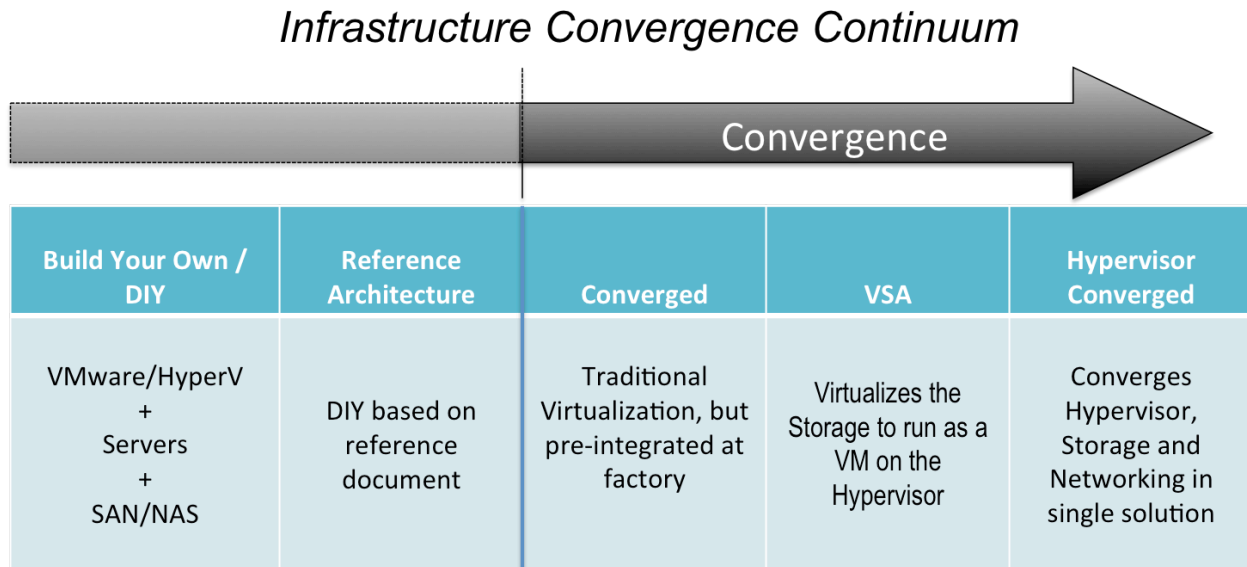 Infrastructure Convergence Continuum
Convergence
Build Your Own /
DIY
Reference
Architecture
Converged
VSA
Hypervisor
Converged
VMware/HyperV
+
Servers
+
SAN/NAS
DIY based on
reference
document
Traditional
Virtualization, but
pre-integrated at
factory
Virtualizes the
Storage to run as a
VM on the
Hypervisor
Converges
Hypervisor,
Storage and
Networking in
single solution